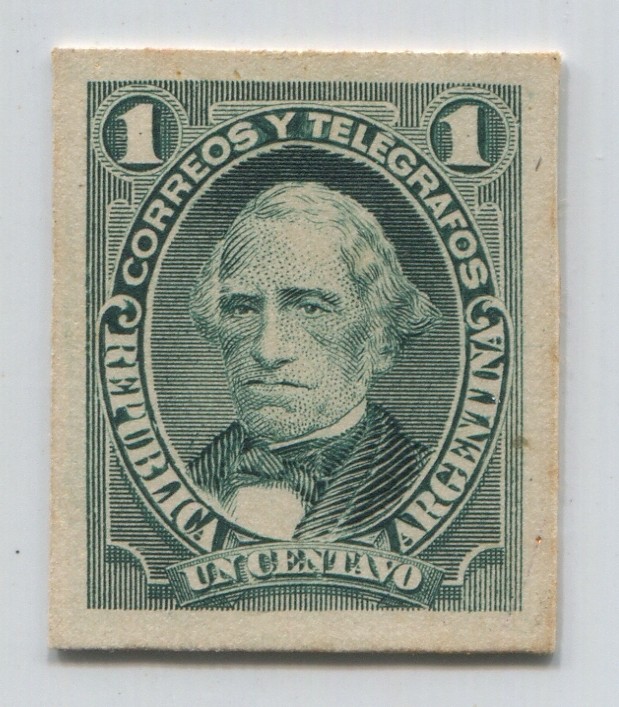 1 1
CORREOS Y TELEGRAFOS
REPUBLICA ARGENTINA
UN CENTAVO